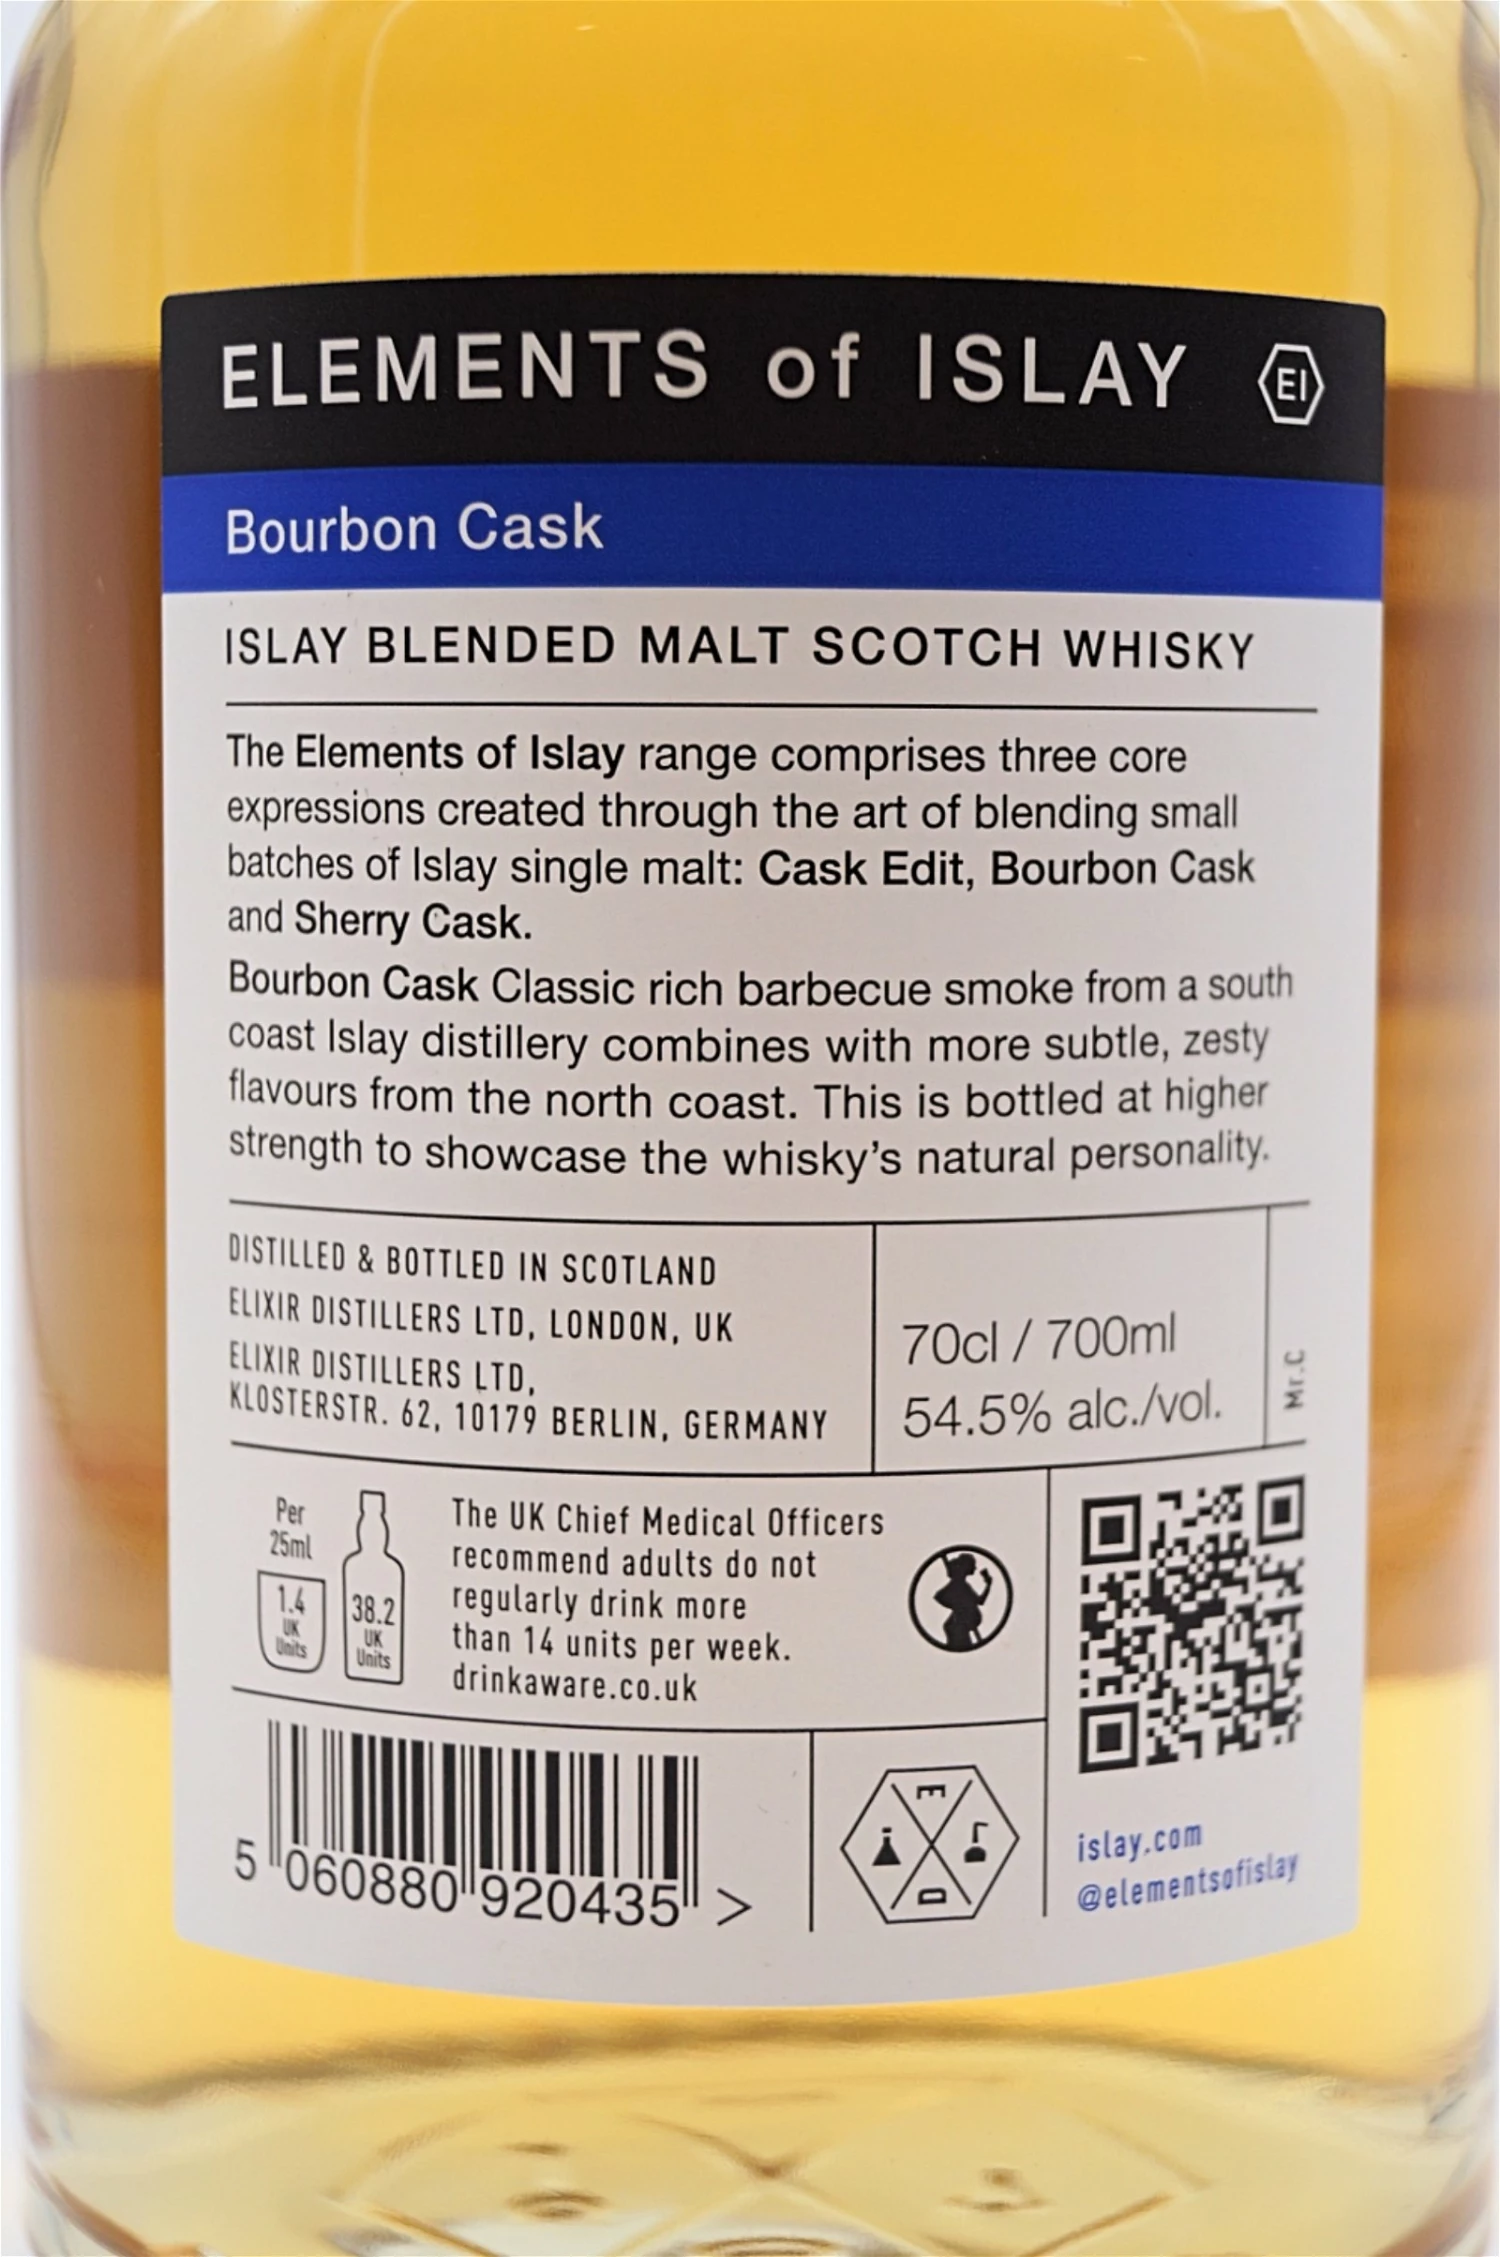 ELEMENTS of ISLAY EI
Bourbon Cask
ISLAY BLENDED MALT SCOTCH WHISKY
The Elements of Islay range comprises three core
expressions created through the art of blending small
batches of Islay single malt: Cask Edit, Bourbon Cask
and Sherry Cask.
Bourbon Cask Classic rich barbecue smoke from a south
coast Islay distillery combines with more subtle, zesty
flavours from the north coast. This is bottled at higher
strength to showcase the whisky's natural personality.
DISTILLED & BOTTLED IN SCOTLAND
ELIXIR DISTILLERS LTD, LONDON, UK
ELIXIR DISTILLERS LTD,
KLOSTERSTR. 62, 10179 BERLIN, GERMANY
70cl / 700ml
54.5% alc./vol.
Mr.C
Per
25ml
1.4
UK
Units
38.2
UK
Units
The UK Chief Medical Officers
recommend adults do not
regularly drink more
than 14 units per week.
drinkaware.co.uk
5 060880 920435 >
E
D
islay.com
@elementsofislay